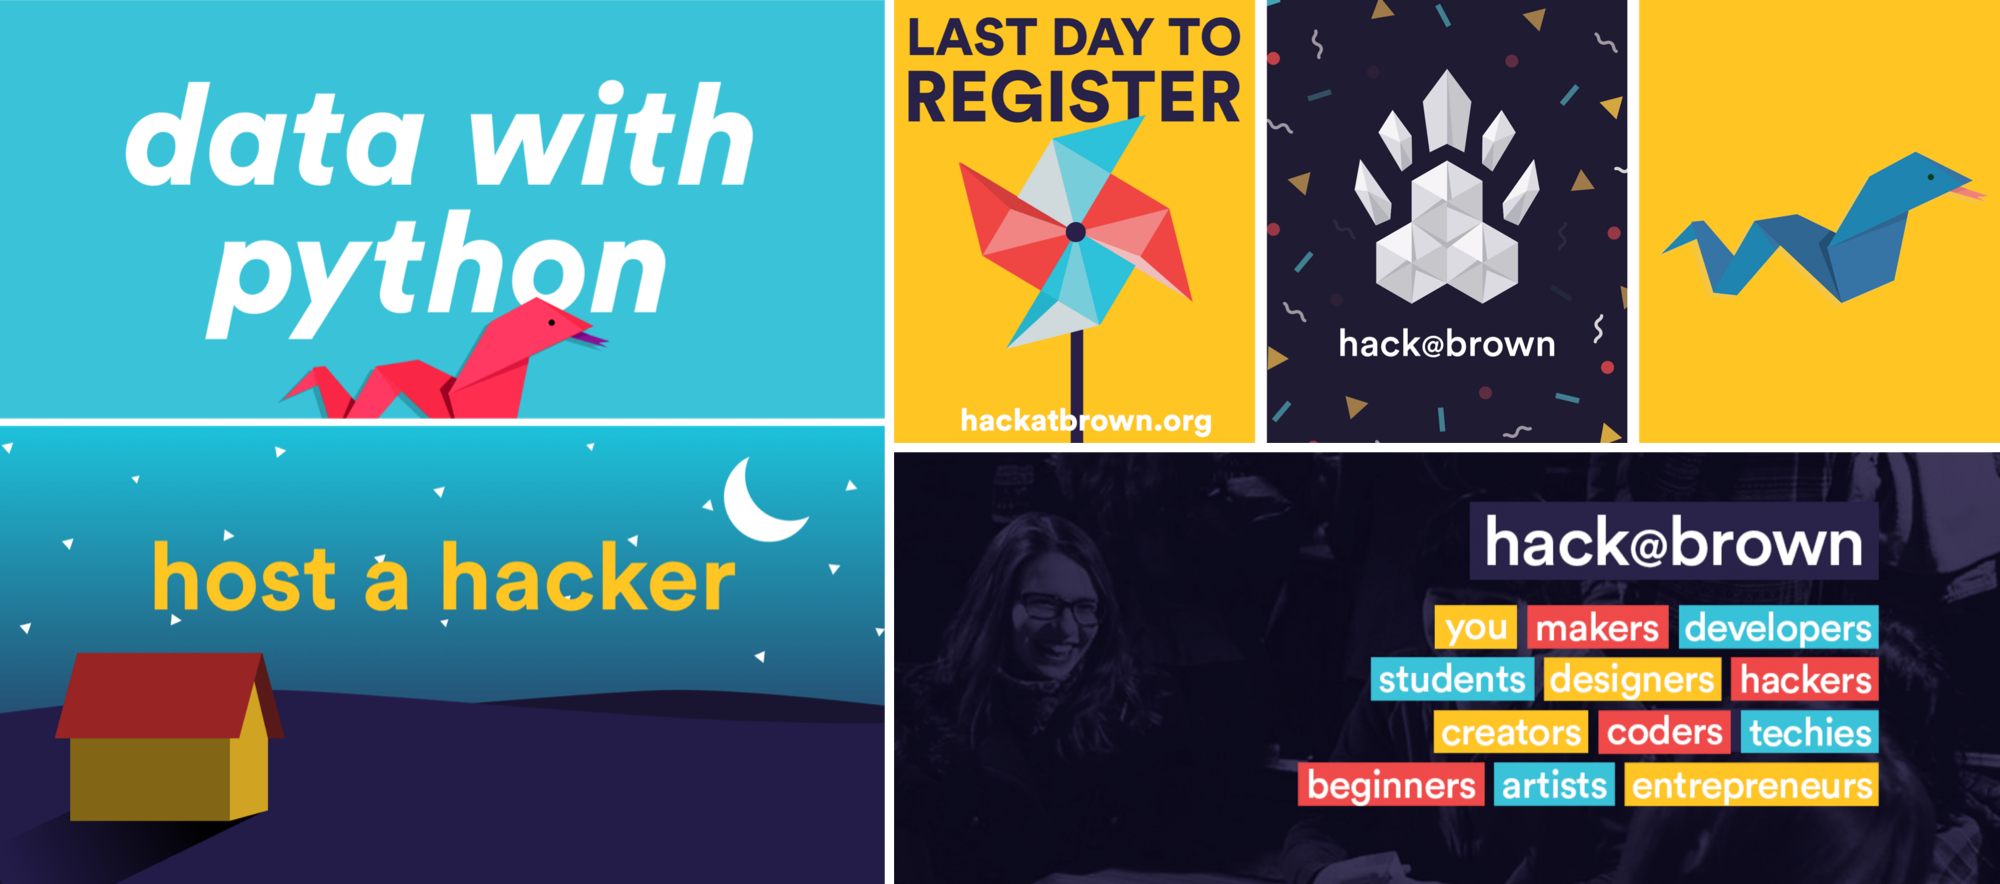 data with
python
LAST DAY TO
REGISTER
hackatbrown.org
hack@brown
host a hacker
hack@brown
you makers developers
students designers hackers
creators coders techies
beginners artists entrepreneurs